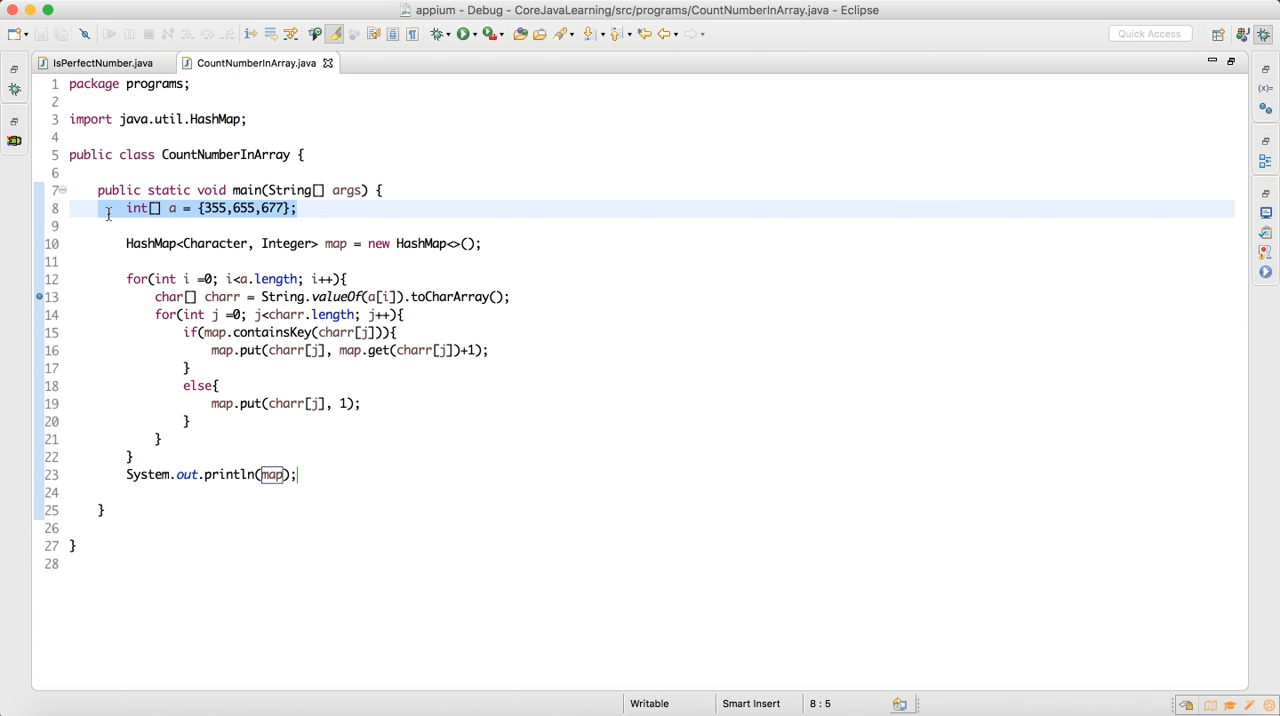 appium - Debug - CoreJavaLearning/src/programs/CountNumberInArray.java - Eclipse
Quick Access
IsPerfectNumber.java
CountNumberInArray.java
1 package programs;
2
3 import java.util.HashMap;
4
5 public class CountNumberInArray {
6
7 public static void main(String[] args) {
8 int[] a = {355,655,677};
9
10 HashMap<Character, Integer> map = new HashMap<>();
11
12 for(int i =0; i<a.length; i++){
13 char[] charr = String.valueOf(a[i]).toCharArray();
14 for(int j =0; j<charr.length; j++){
15 if(map.containsKey(charr[j])){
16 map.put(charr[j], map.get(charr[j])+1);
17 }
18 else{
19 map.put(charr[j], 1);
20 }
21 }
22 }
23 System.out.println(map);
24
25 }
26
27 }
28
Writable
Smart Insert
8 : 5